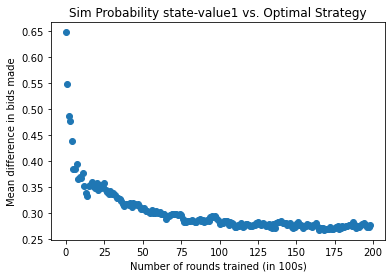 Sim Probability state-value1 vs. Optimal Strategy
Mean difference in bids made
0.65
0.60
0.55
0.50
0.45
0.40
0.35
0.30
0.25
0 25 50 75 100 125 150 175 200
Number of rounds trained (in 100s)